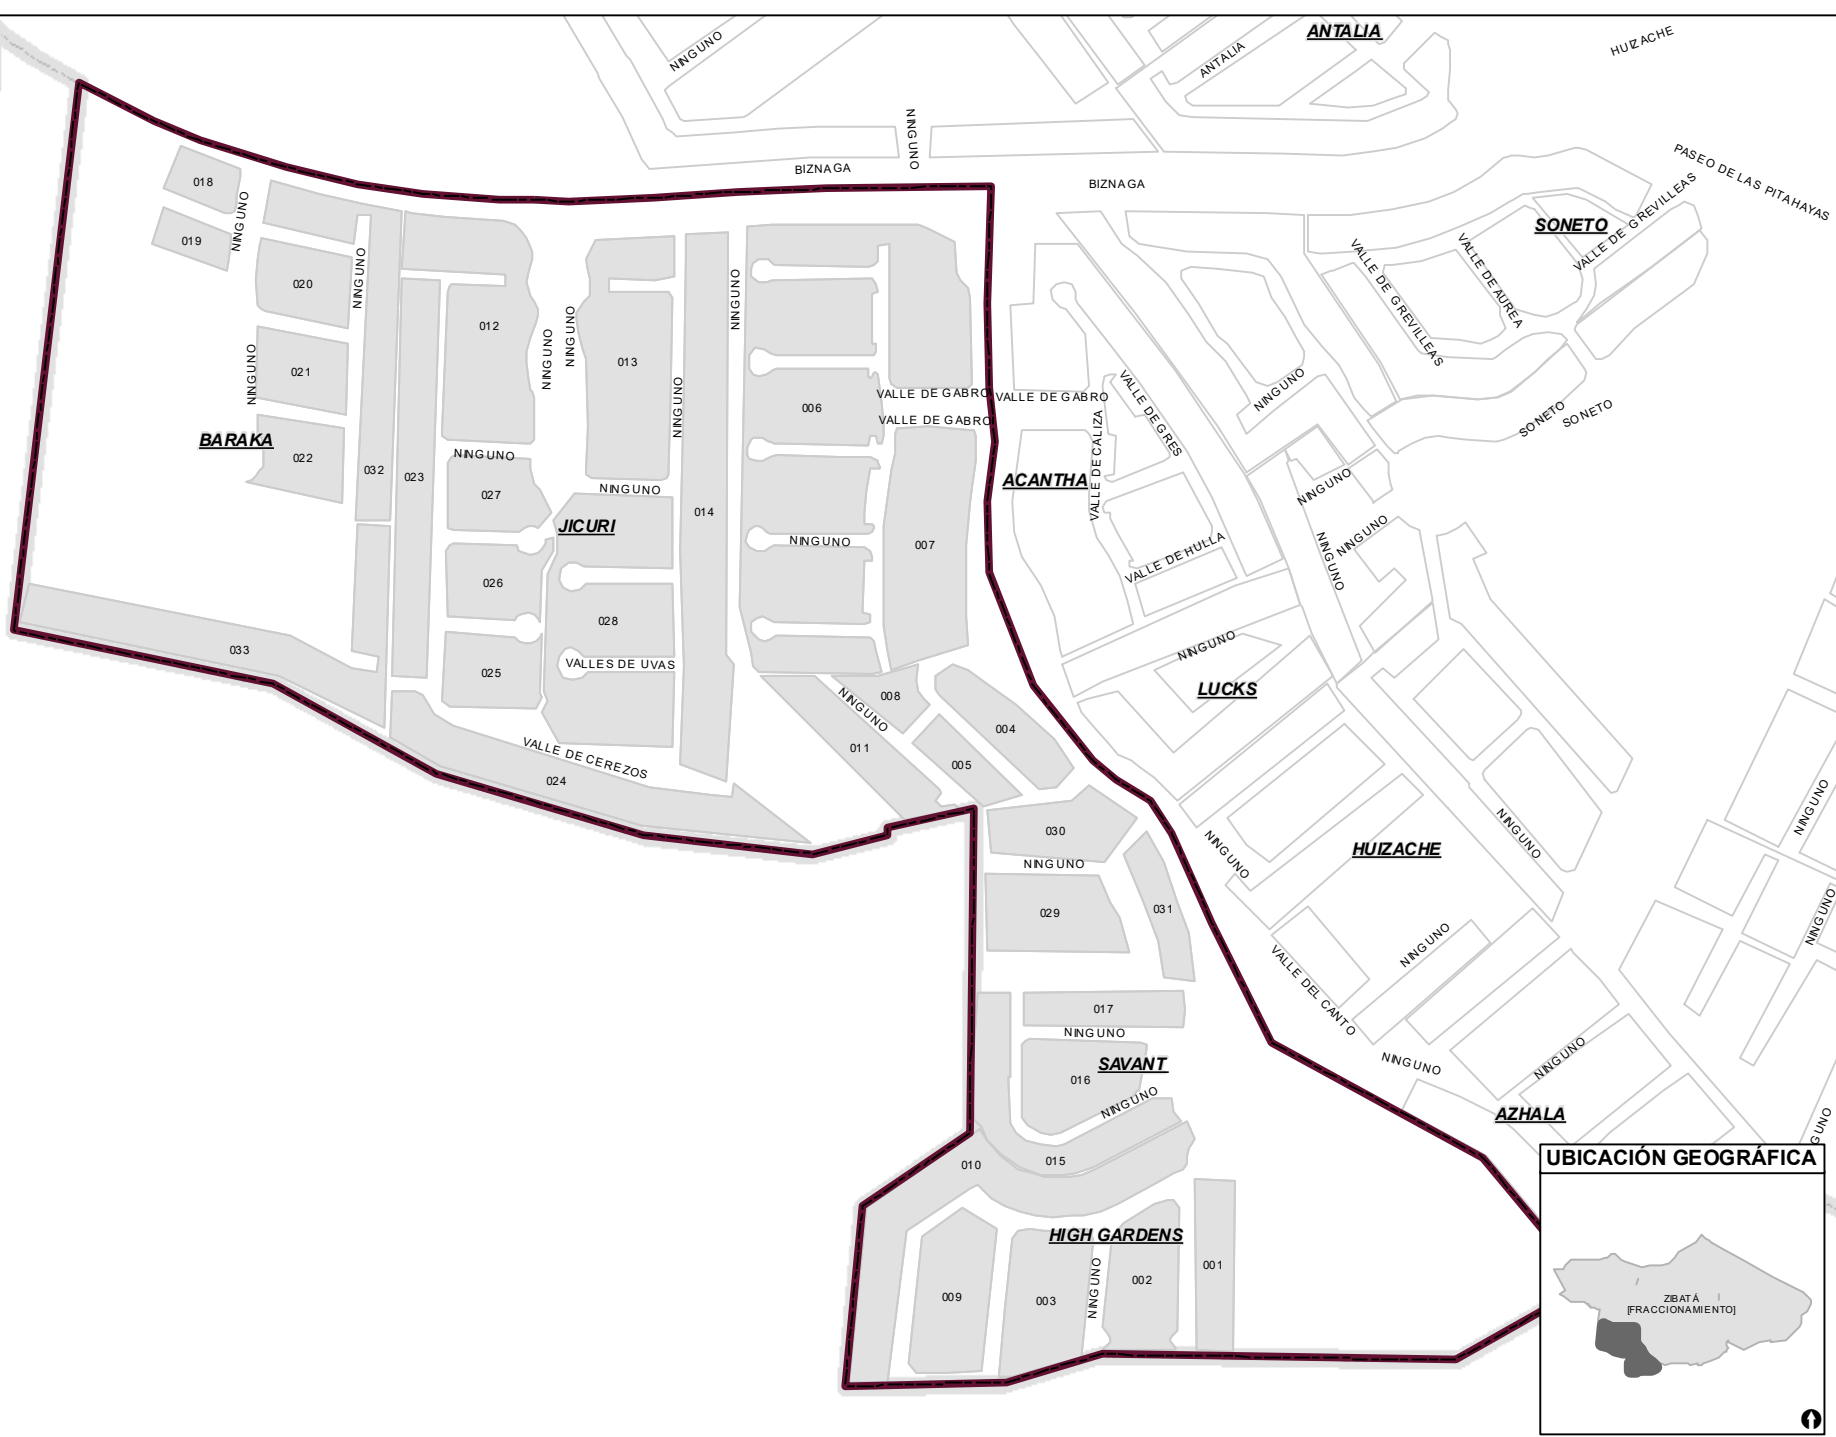 ANTALIA
HUIZACHE
NINGUNO
ANTALIA
NINGUNO
BIZNAGA
BIZNAGA
PASEO DE LAS PITAHAYAS
018
NINGUNO
019
VALLE DE GREVILLEAS
SONETO
VALLE DE AUREA
VALLE DE GREVILLEAS
020
NINGUNO
NINGUNO
012
NINGUNO
NINGUNO
013
021
NINGUNO
NINGUNO
006
VALLE DE GABRO
VALLE DE GABRO
VALLE DE GABRO
VALLE DE GRES
NINGUNO
SONETO
SONETO
BARAKA
022
032
023
NINGUNO
VALLE DE CALIZA
ACANTHA
NINGUNO
027
NINGUNO
014
JICURI
NINGUNO
007
VALLE DE HULLA
NINGUNO
NINGUNO
026
028
025
VALLES DE UVAS
033
NINGUNO
LUCKS
008
NINGUNO
004
011
005
VALLE DE CEREZOS
024
030
NINGUNO
NINGUNO
HUIZACHE
NINGUNO
NINGUNO
029
031
NINGUNO
NINGUNO
VALLE DEL CANTO
017
NINGUNO
SAVANT
016
NINGUNO
NINGUNO
NINGUNO
AZHALA
GUNO
010
015
HIGH GARDENS
001
002
NINGUNO
003
009
UBICACIÓN GEOGRÁFICA
ZIBATÁ
[FRACCIONAMIENTO]